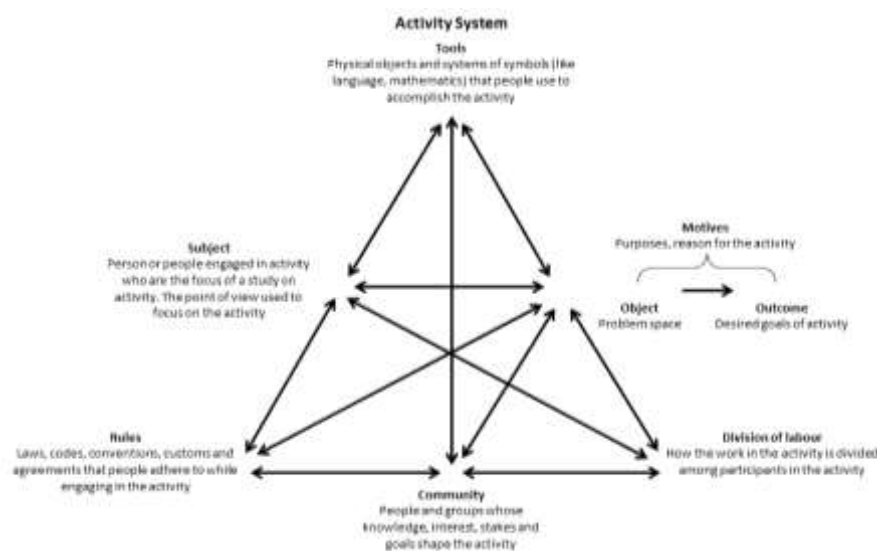 Activity System
Tools
Physical objects and systems of symbols (like
language, mathematics) that people use to
accomplish the activity
Motives
Purposes, reason for the activity
Subject
Person or people engaged in activity
who are the focus of a study on
activity. The point of view used to
focus on the activity
Object
Problem space
Outcome
Desired goals of activity
Rules
Laws, codes, conventions, customs and
agreements that people adhere to while
engaging in the activity
Community
People and groups whose
knowledge, interest, stakes and
goals shape the activity
Division of labour
How the work in the activity is divided
among participants in the activity